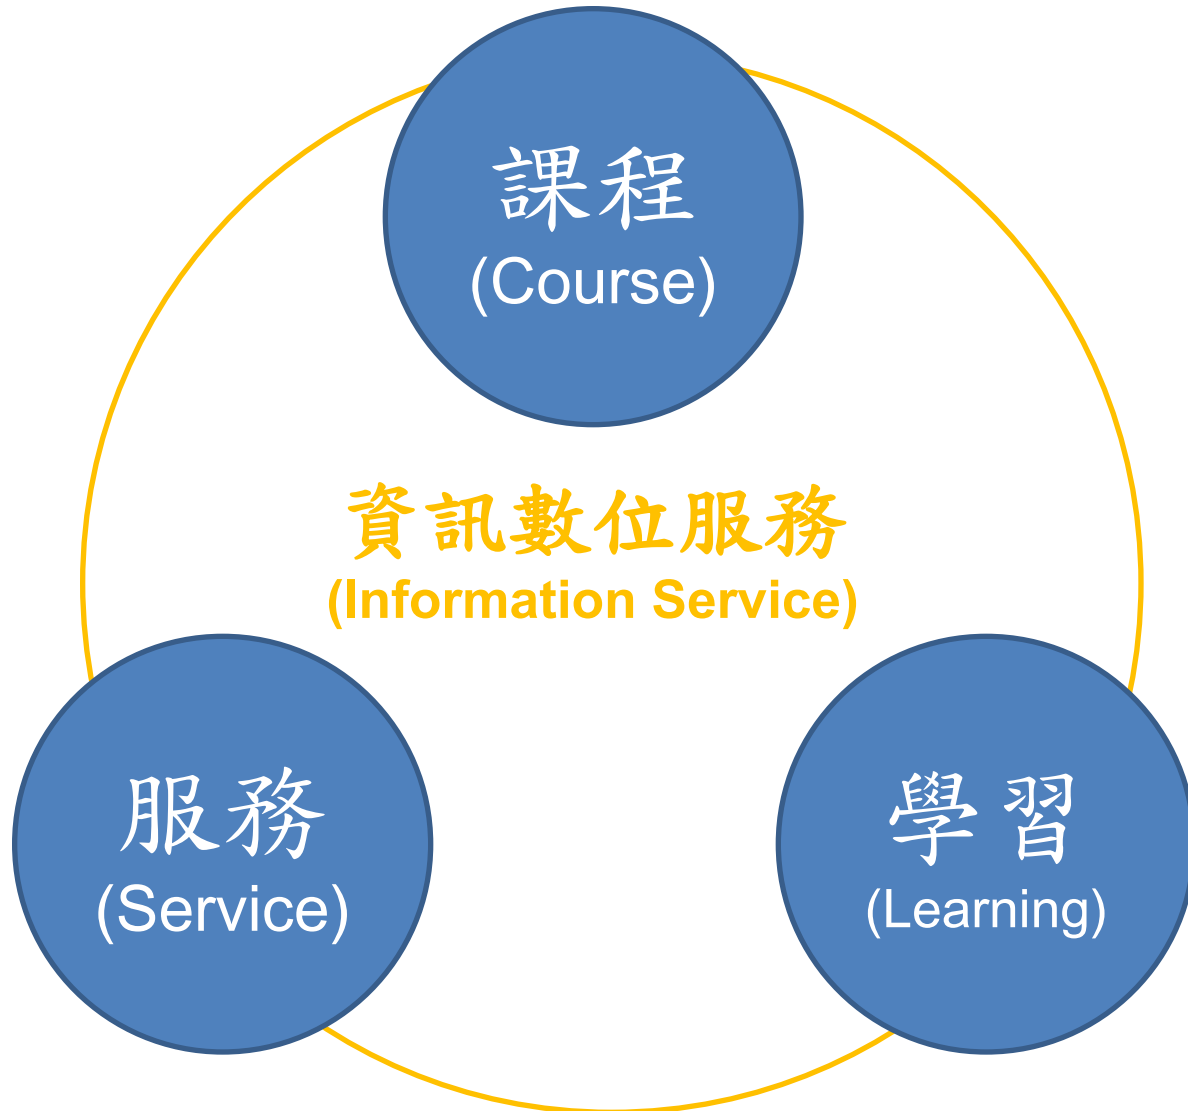 課程
(Course)
資訊數位服務
(Information Service)
服務
(Service)
學習
(Learning)